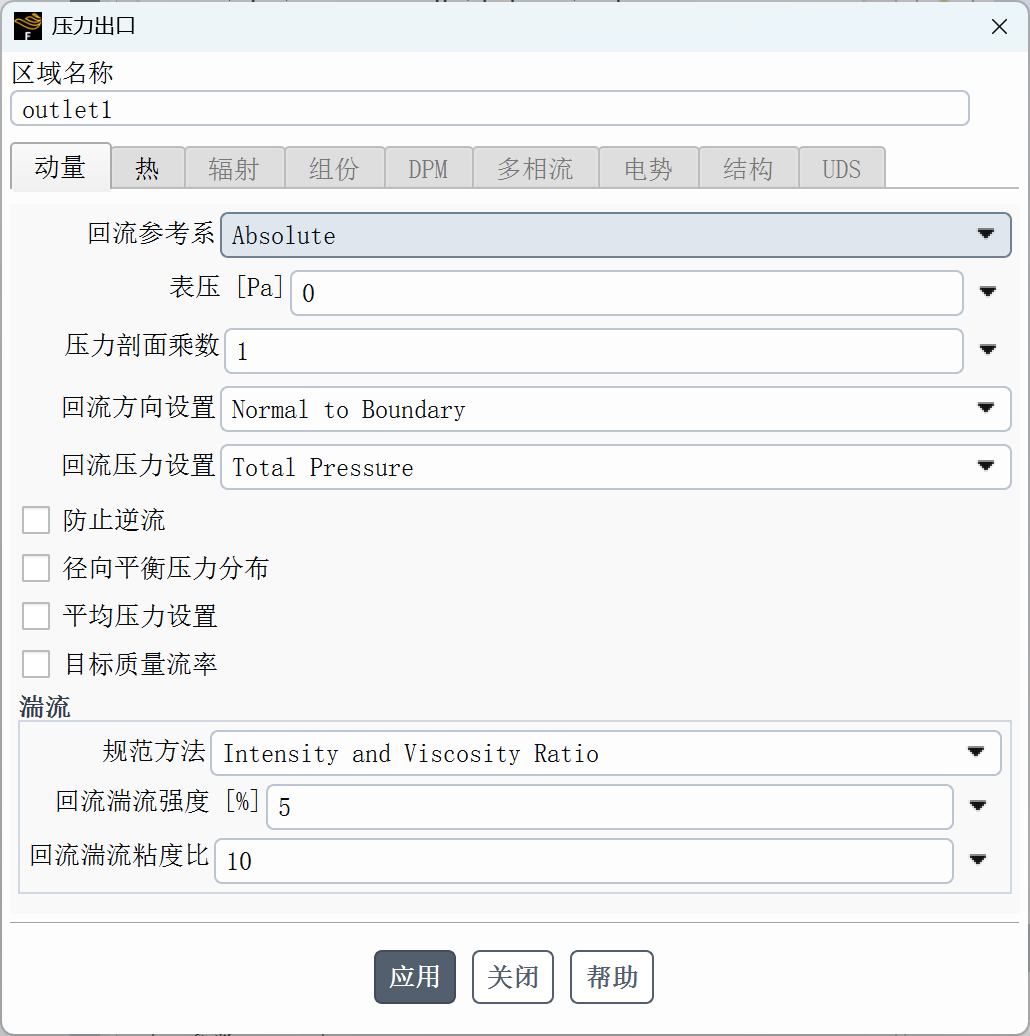 压力出口
区域名称
outlet1
动量 热 辐射 组份 DPM 多相流 电势 结构 UDS
回流参考系 Absolute
表压 [Pa] 0
压力剖面乘数 1
回流方向设置 Normal to Boundary
回流压力设置 Total Pressure
防止逆流
径向平衡压力分布
平均压力设置
目标质量流率
湍流
规范方法 Intensity and Viscosity Ratio
回流湍流强度 [%] 5
回流湍流粘度比 10
应用 关闭 帮助